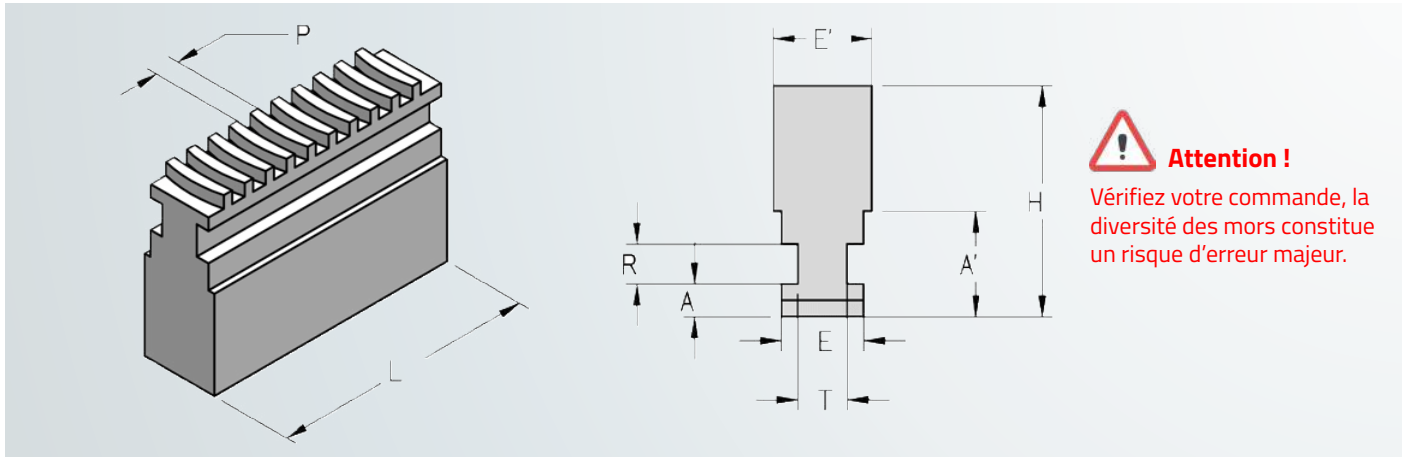 P
L
E'
H
R
A
A'
E
T
Attention !
Vérifiez votre commande, la
diversité des mors constitue
un risque d'erreur majeur.